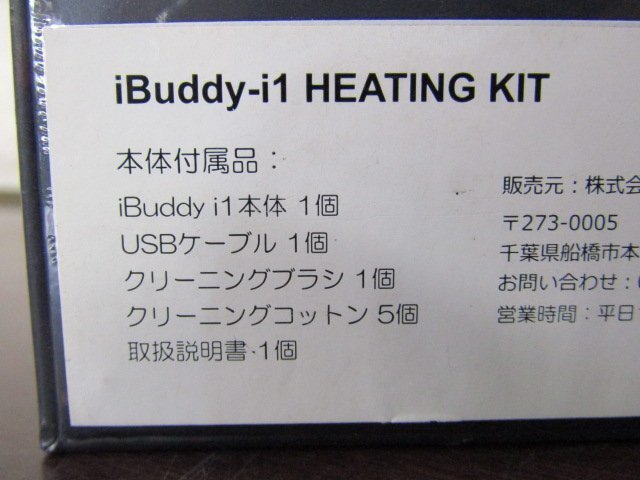 iBuddy-i1 HEATING KIT
本体付属品：
iBuddy i1本体 1個
USBケーブル 1個
クリーニングブラシ 1個
クリーニングコットン 5個
取扱説明書 1個
販売元：株式会
〒273-0005
千葉県船橋市本
お問い合わせ：
営業時間：平日